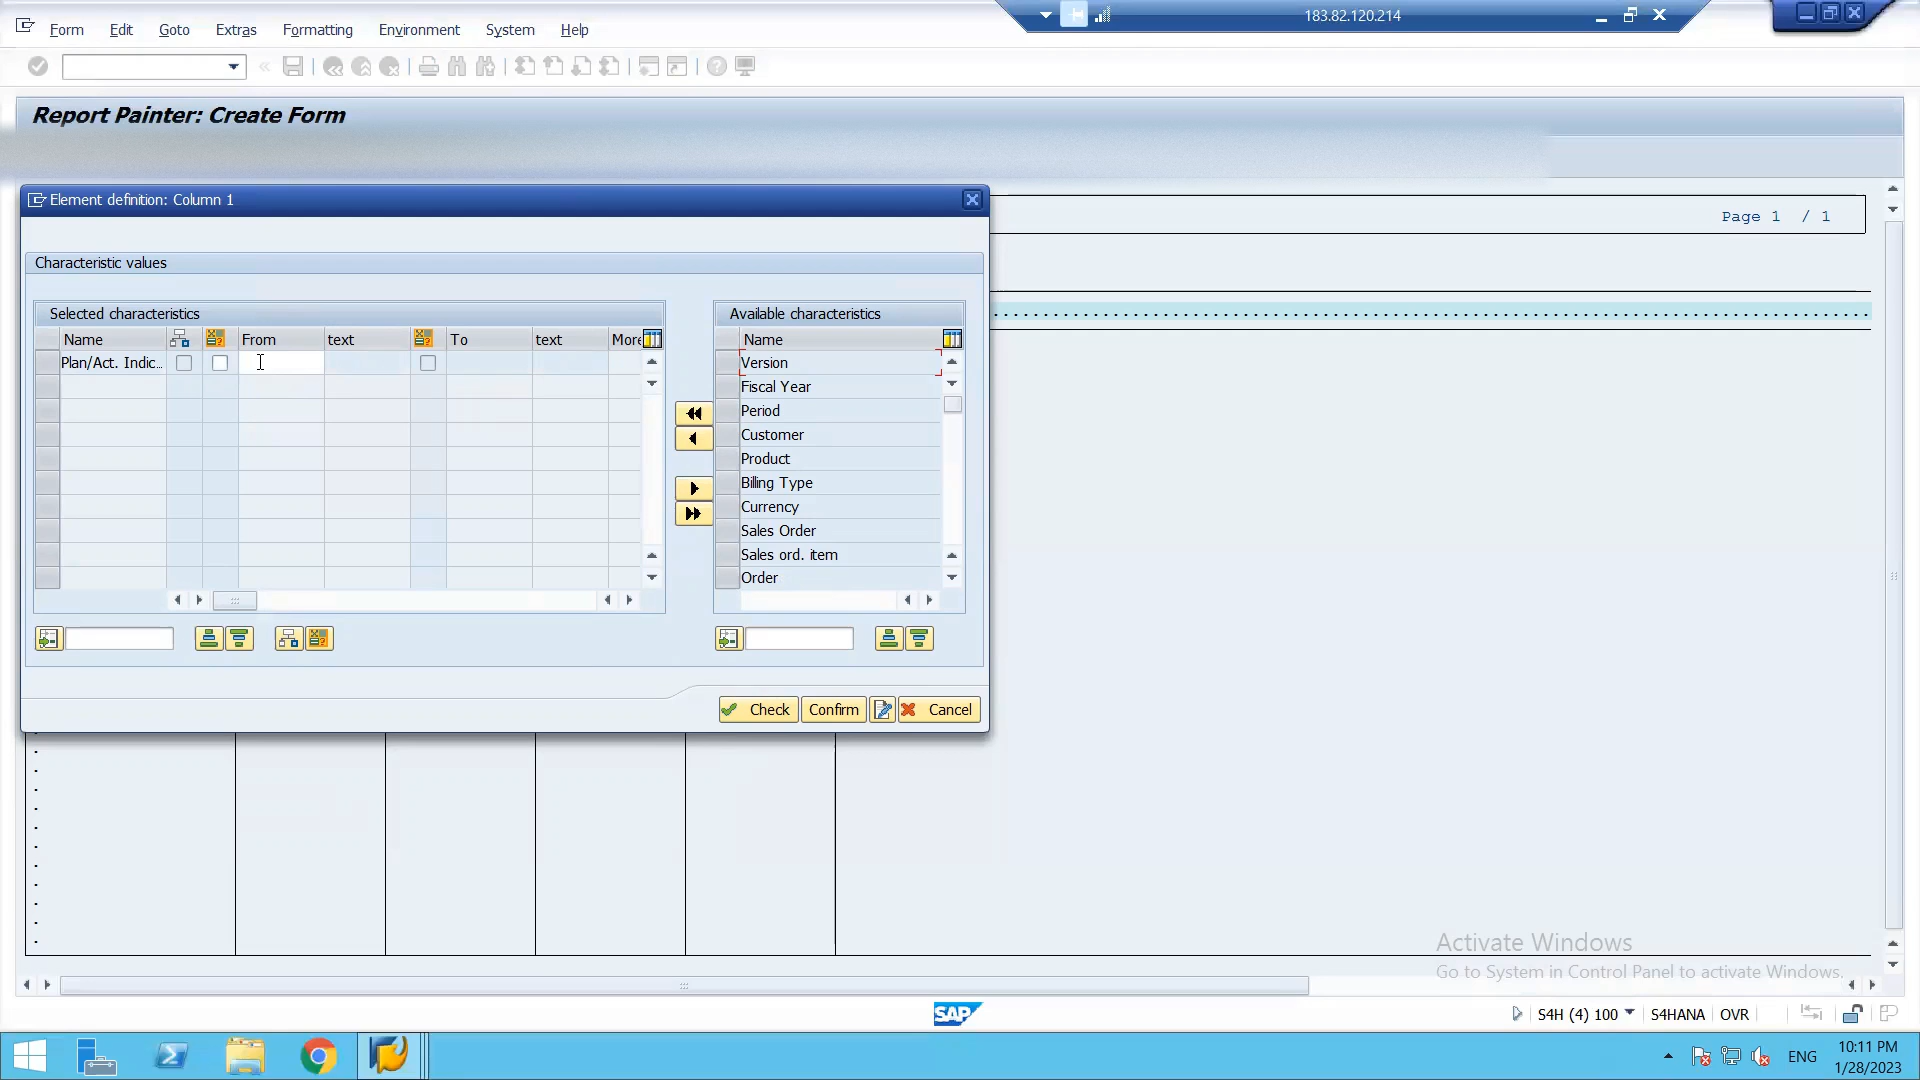 Form Edit Goto Extras Formatting Environment System Help
183.82.120.214
Report Painter: Create Form
Element definition: Column 1
Page 1 / 1
Characteristic values
Selected characteristics
Available characteristics
Name From text To text More
Name
Plan/Act. Indic...
Version
Fiscal Year
Period
Customer
Product
Billing Type
Currency
Sales Order
Sales ord. item
Order
Check Confirm Cancel
Activate Windows
Go to System in Control Panel to activate Windows.
SAP
S4H (4) 100 S4HANA OVR
ENG
10:11 PM
1/28/2023